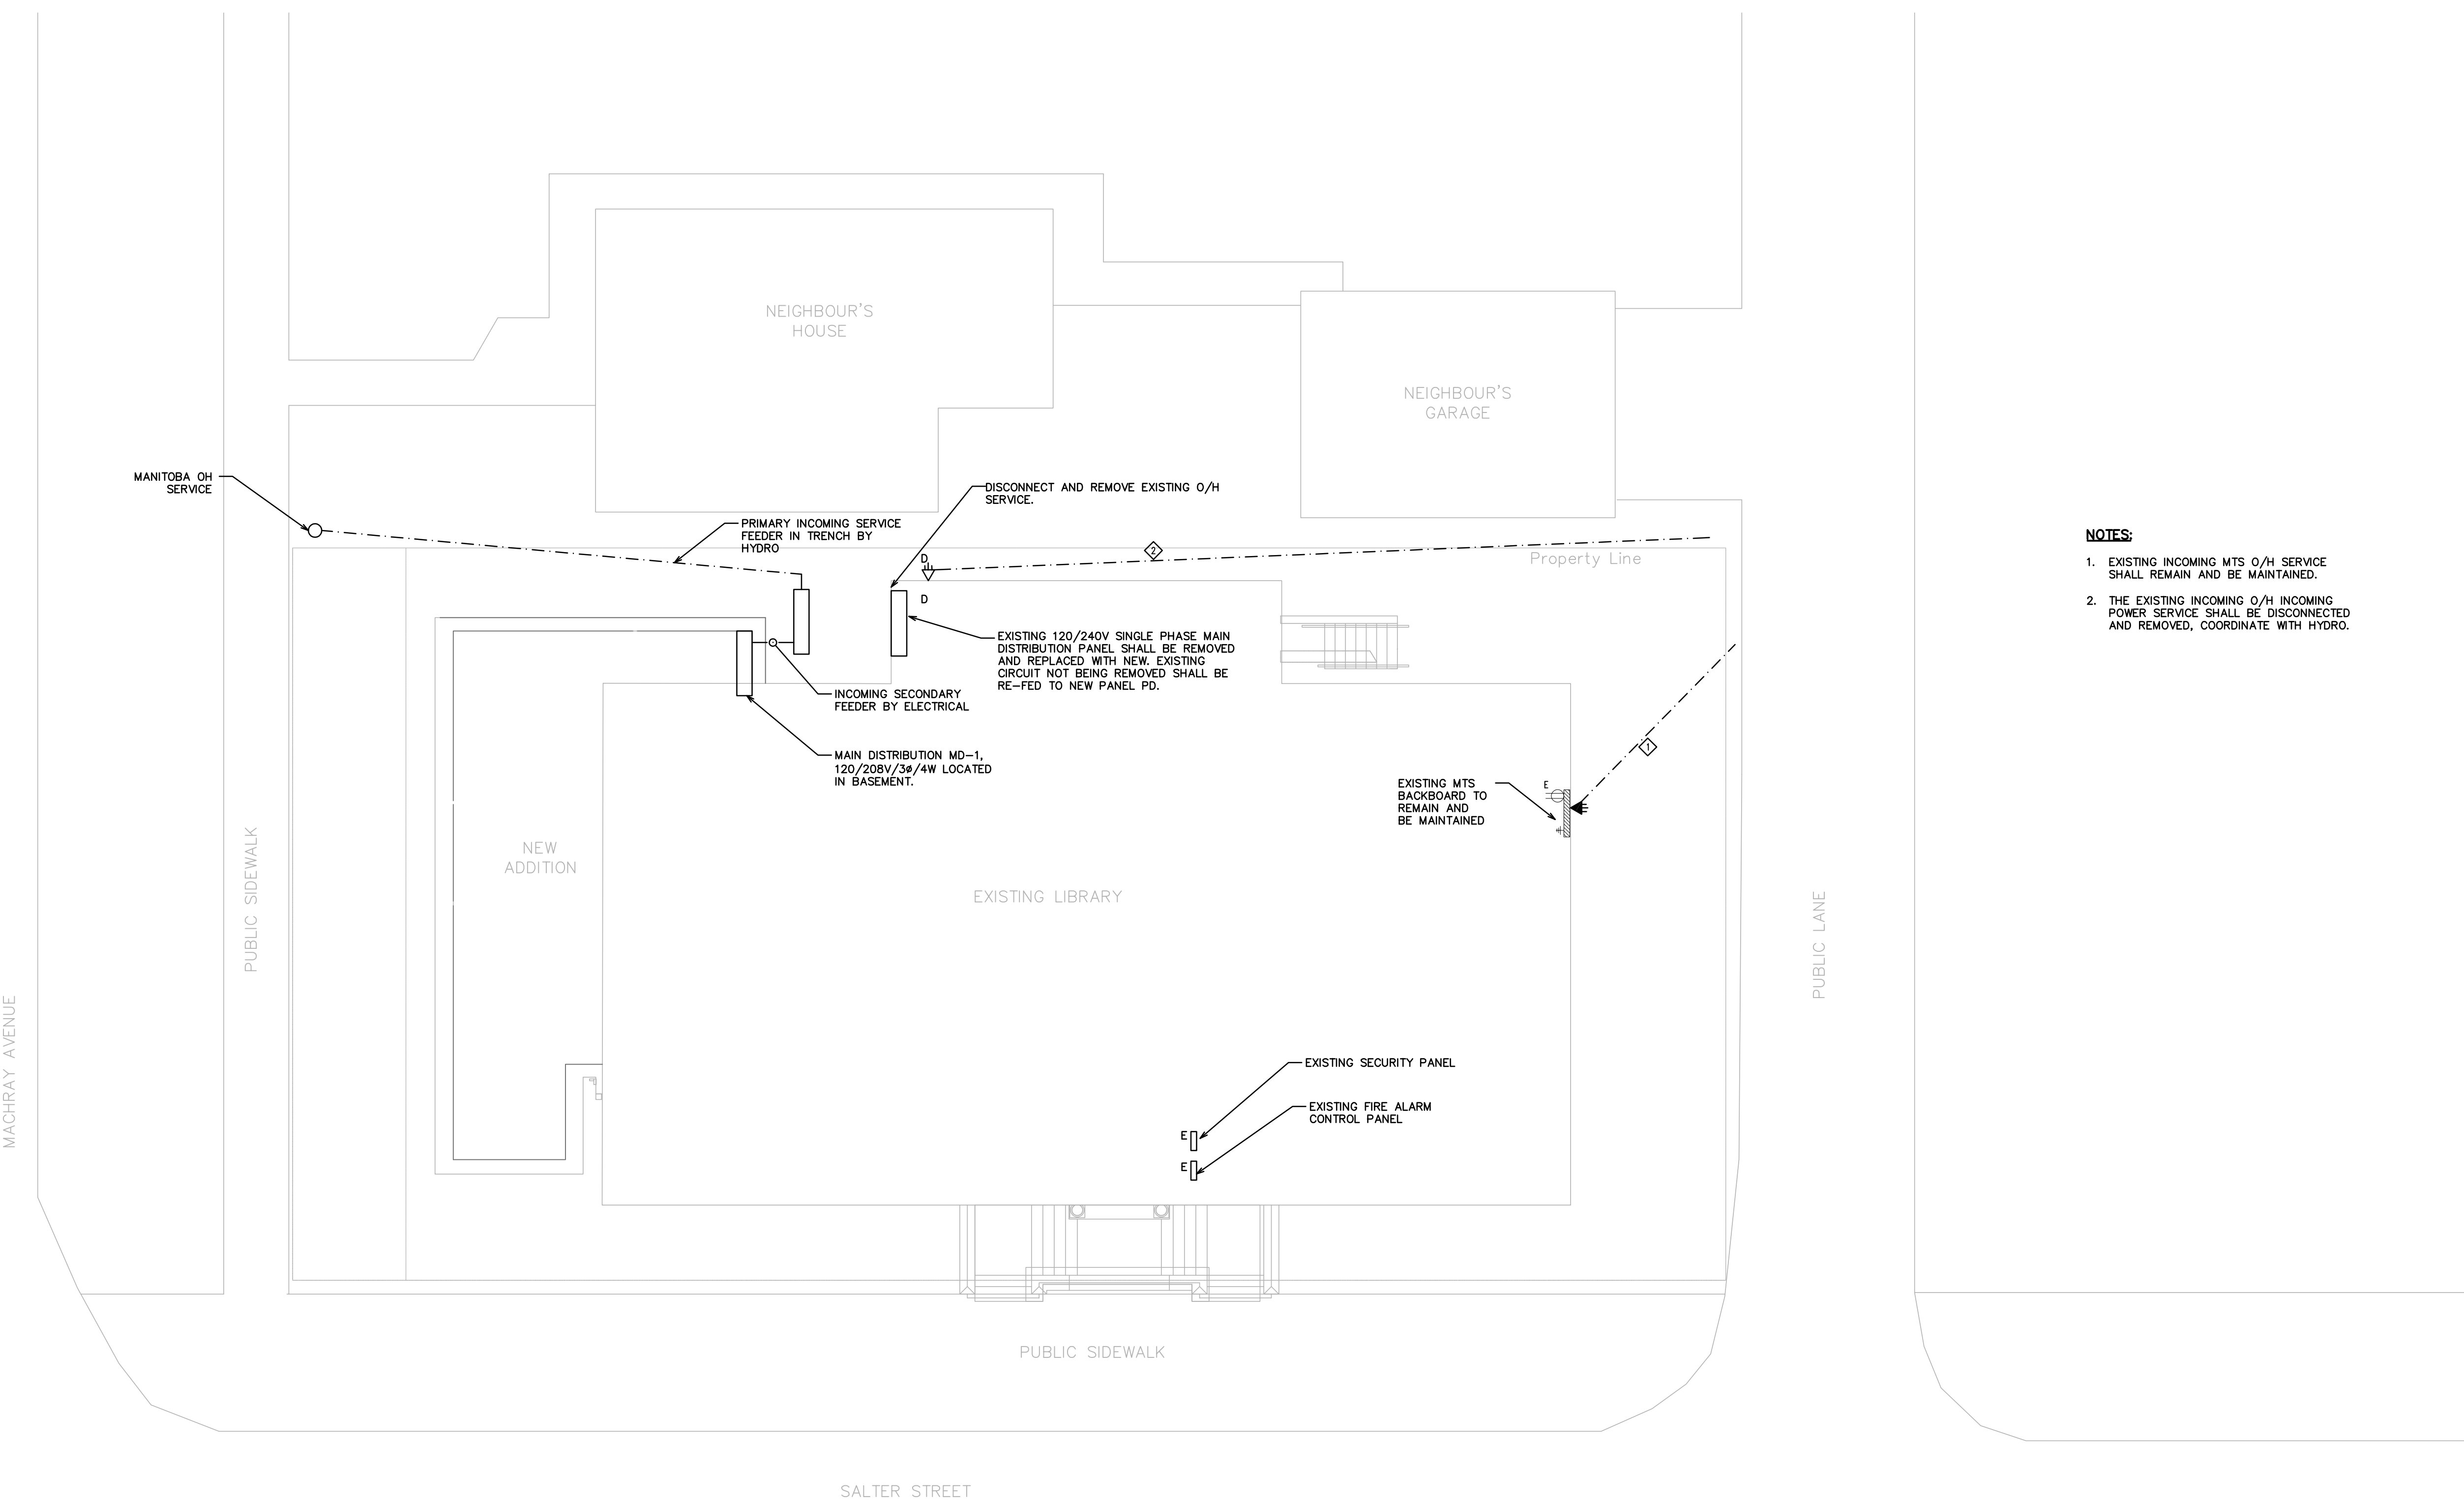 NEIGHBOUR'S
HOUSE
NEIGHBOUR'S
GARAGE
MANITOBA OH
SERVICE
DISCONNECT AND REMOVE EXISTING O/H
SERVICE.
PRIMARY INCOMING SERVICE
FEEDER IN TRENCH BY
HYDRO
D
2
Property Line
D
EXISTING 120/240V SINGLE PHASE MAIN
DISTRIBUTION PANEL SHALL BE REMOVED
AND REPLACED WITH NEW. EXISTING
CIRCUIT NOT BEING REMOVED SHALL BE
RE-FED TO NEW PANEL PD.
INCOMING SECONDARY
FEEDER BY ELECTRICAL
MAIN DISTRIBUTION MD-1,
120/208V/3ø/4W LOCATED
IN BASEMENT.
1
EXISTING MTS
BACKBOARD TO
REMAIN AND
BE MAINTAINED
E
NEW
ADDITION
EXISTING LIBRARY
PUBLIC SIDEWALK
MACHRAY AVENUE
PUBLIC LANE
EXISTING SECURITY PANEL
EXISTING FIRE ALARM
CONTROL PANEL
E
E
PUBLIC SIDEWALK
SALTER STREET
NOTES:
1. EXISTING INCOMING MTS O/H SERVICE
SHALL REMAIN AND BE MAINTAINED.
2. THE EXISTING INCOMING O/H INCOMING
POWER SERVICE SHALL BE DISCONNECTED
AND REMOVED, COORDINATE WITH HYDRO.